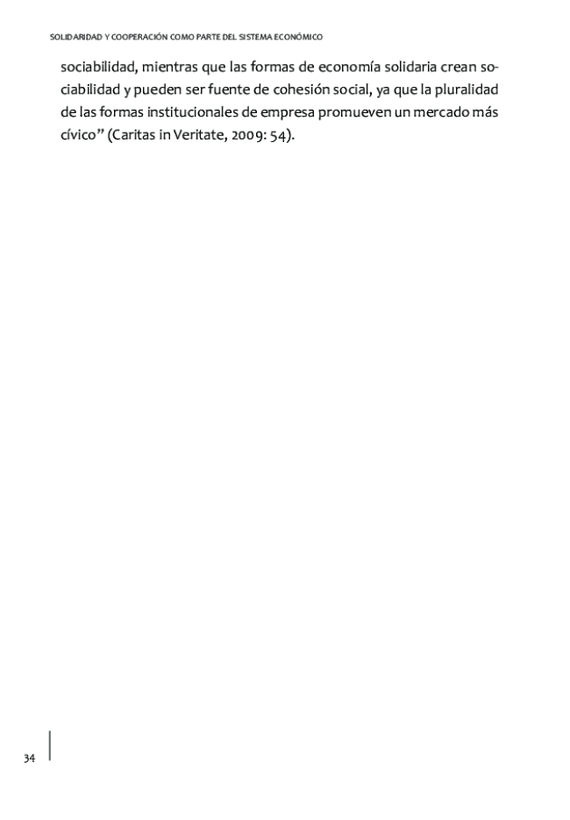 SOLIDARIDAD Y COOPERACIÓN COMO PARTE DEL SISTEMA ECONÓMICO
sociabilidad, mientras que las formas de economía solidaria crean so-
ciabilidad y pueden ser fuente de cohesión social, ya que la pluralidad
de las formas institucionales de empresa promueven un mercado más
cívico” (Caritas in Veritate, 2009: 54).
34